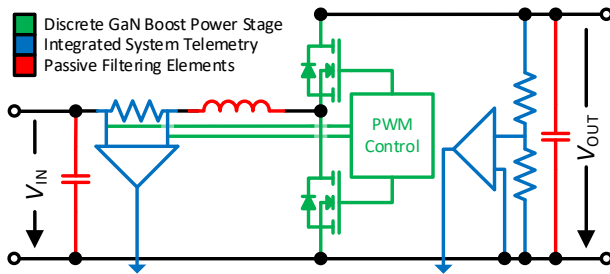 Discrete GaN Boost Power Stage
Integrated System Telemetry
Passive Filtering Elements
PWM
Control
VIN
VOUT